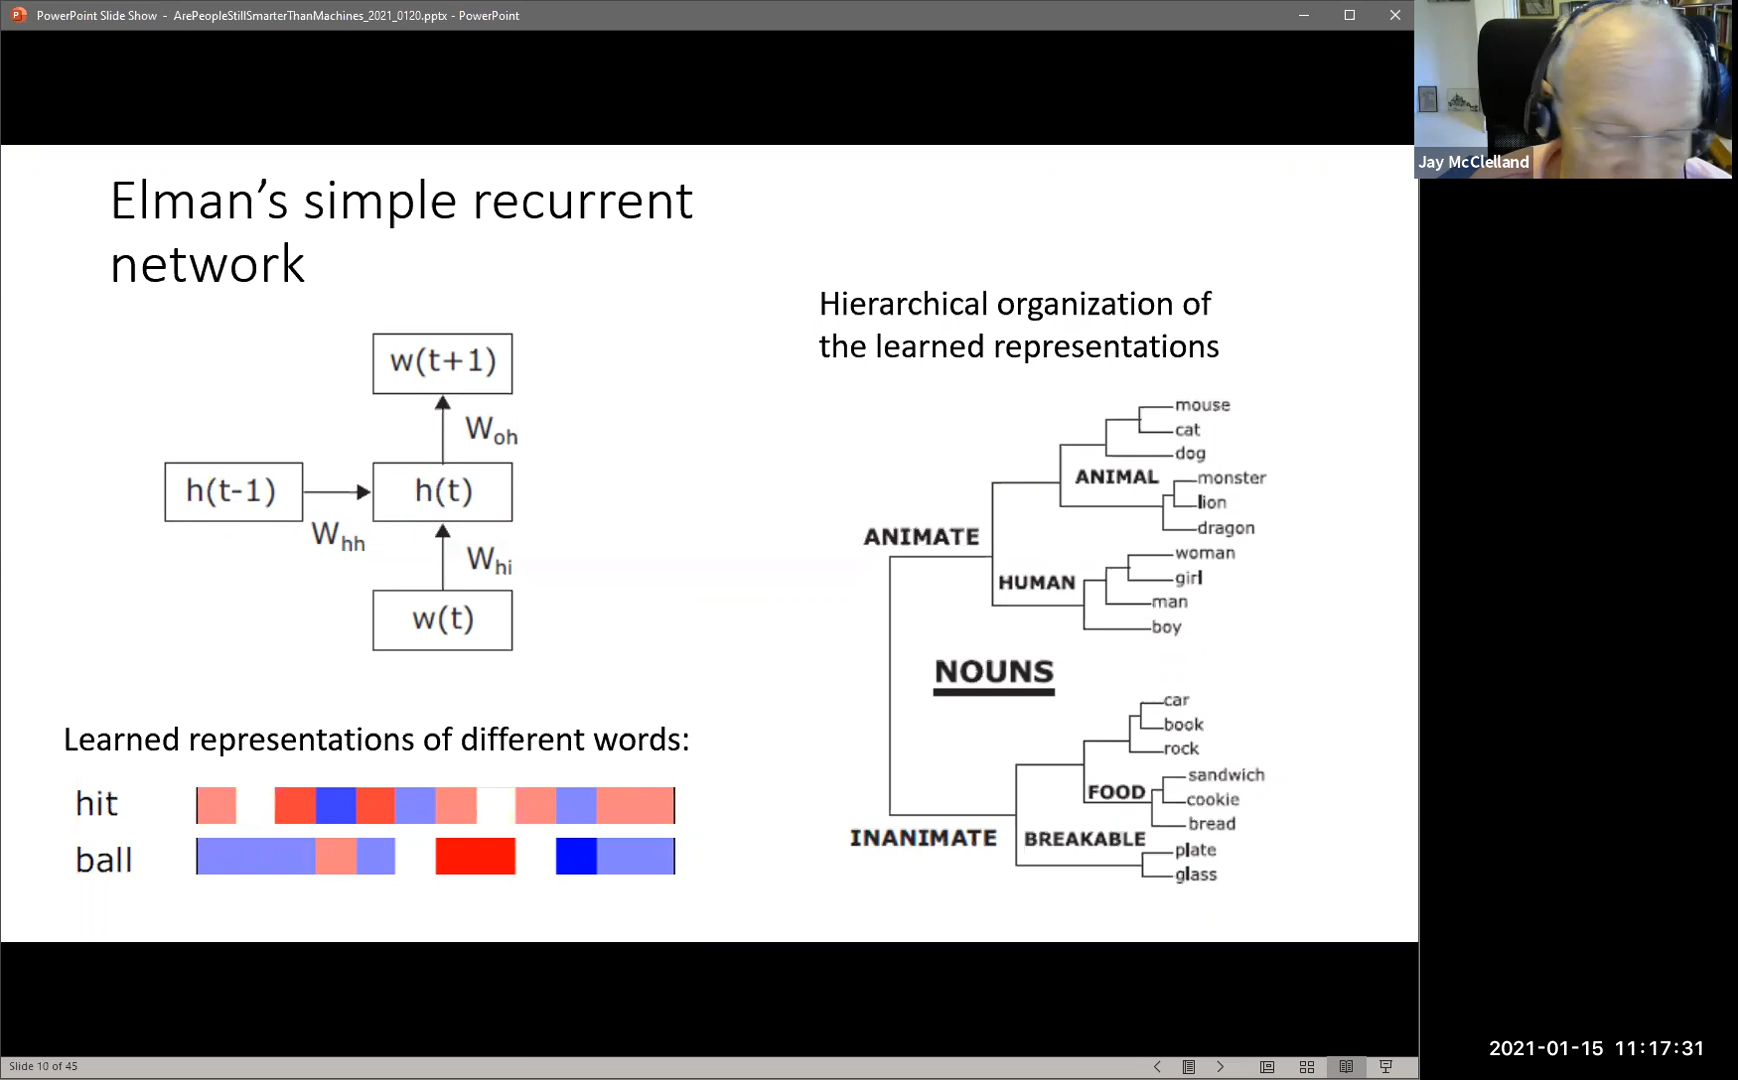 PowerPoint Slide Show - ArePeopleStillSmarterThanMachines_2021_0120.pptx - PowerPoint
Jay McClelland
Elman's simple recurrent
network
w(t+1)
Woh
h(t-1)
h(t)
Whh
Whi
w(t)
Learned representations of different words:
hit
ball
Hierarchical organization of
the learned representations
mouse
cat
dog
ANIMAL
monster
lion
dragon
ANIMATE
woman
HUMAN
girl
man
boy
NOUNS
car
book
rock
sandwich
FOOD
cookie
bread
INANIMATE
BREAKABLE
plate
glass
2021-01-15 11:17:31
Slide 10 of 45